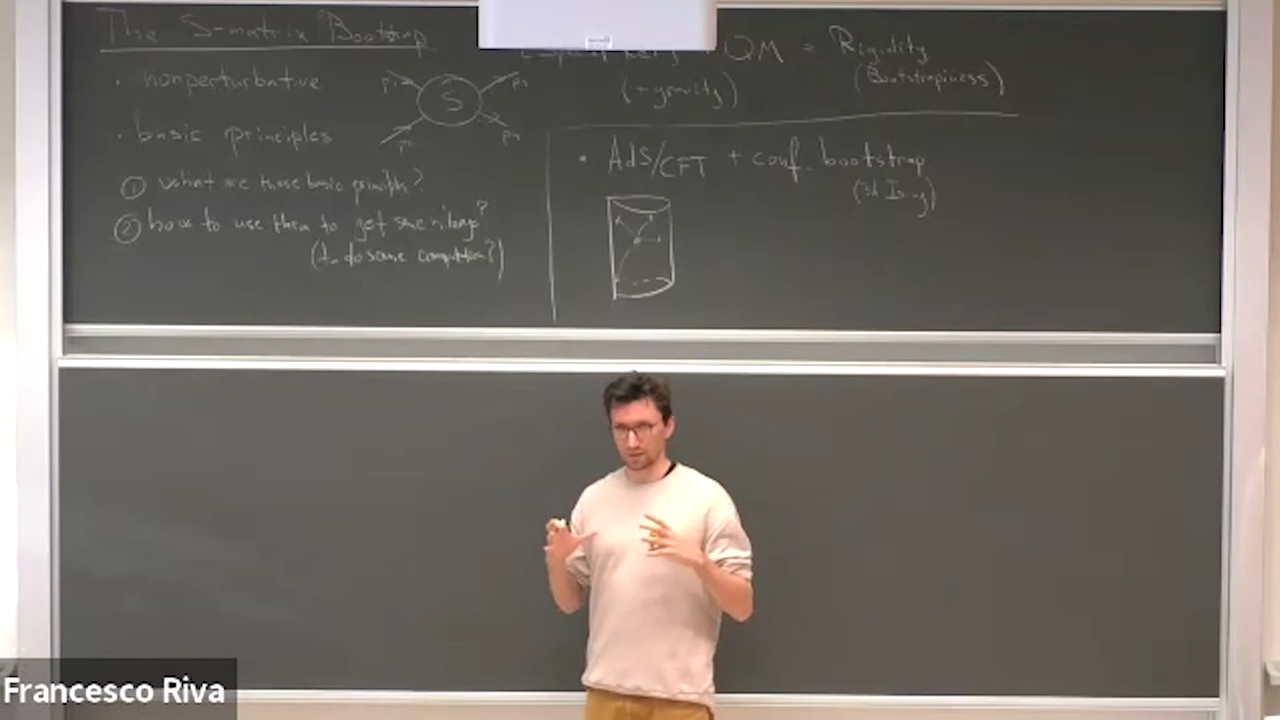 The S-matrix Bootstrap
• nonperturbative
• basic principles
① what are these basic principles?
② how to use them to get some
(to do some computation?)
S
QM = Rigidity
(+ gravity)
(Bootstrapiness)
• AdS/CFT + conf. bootstrap
(3d Ising)
Francesco Riva